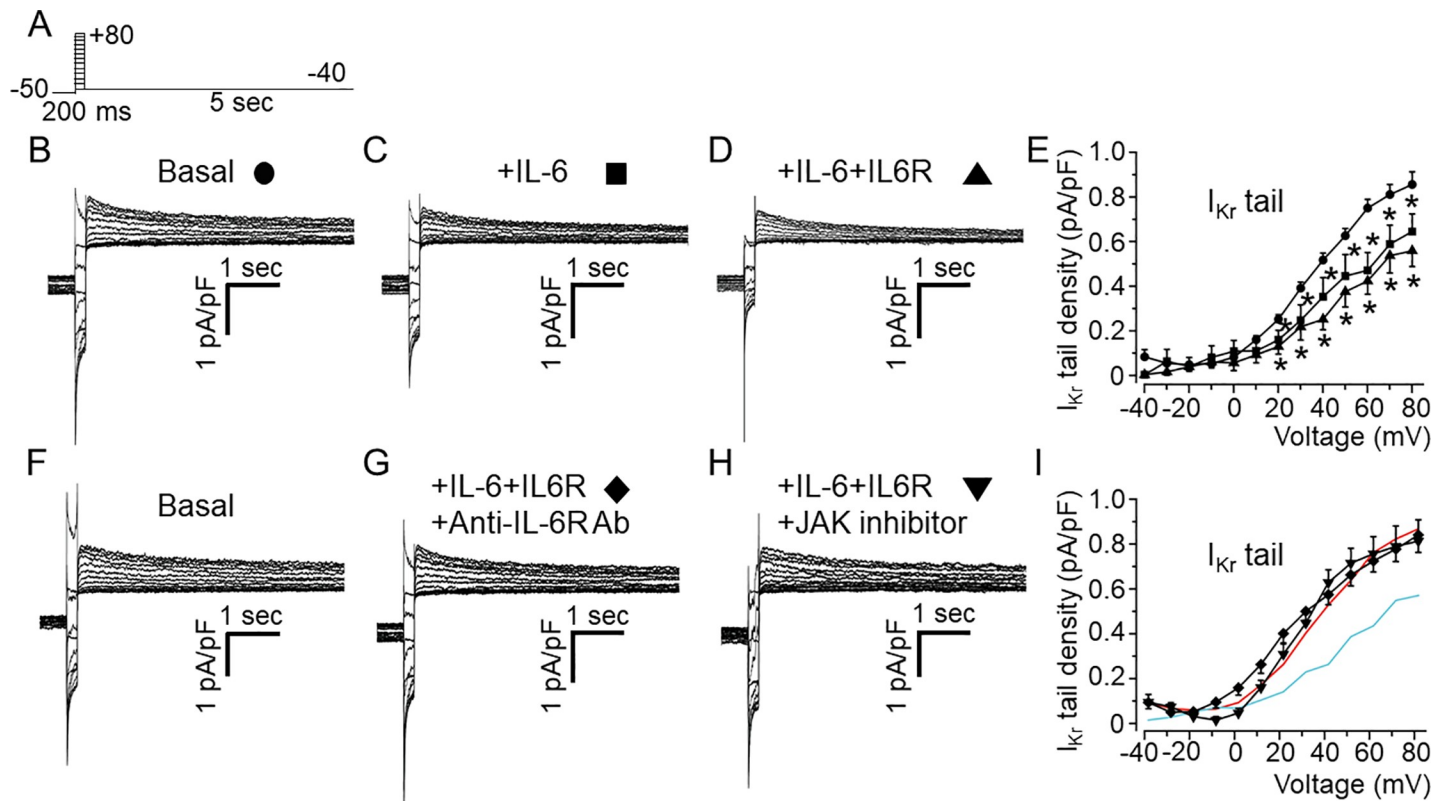 A
+80
-50
-40
200 ms
5 sec
B
Basal
1 sec
1 pA/pF
C
+IL-6
1 sec
1 pA/pF
D
+IL-6+IL6R
1 sec
1 pA/pF
E
I Kr tail density (pA/pF)
1.0
0.8
0.6
0.4
0.2
0
I Kr tail
* * * * * * *
* * * * * * *
-40 -20 0 20 40 60 80
Voltage (mV)
F
Basal
1 sec
1 pA/pF
G
+IL-6+IL6R
+Anti-IL-6R Ab
1 sec
1 pA/pF
H
+IL-6+IL6R
+JAK inhibitor
1 sec
1 pA/pF
I
I Kr tail density (pA/pF)
1.0
0.8
0.6
0.4
0.2
0
I Kr tail
-40 -20 0 20 40 60 80
Voltage (mV)